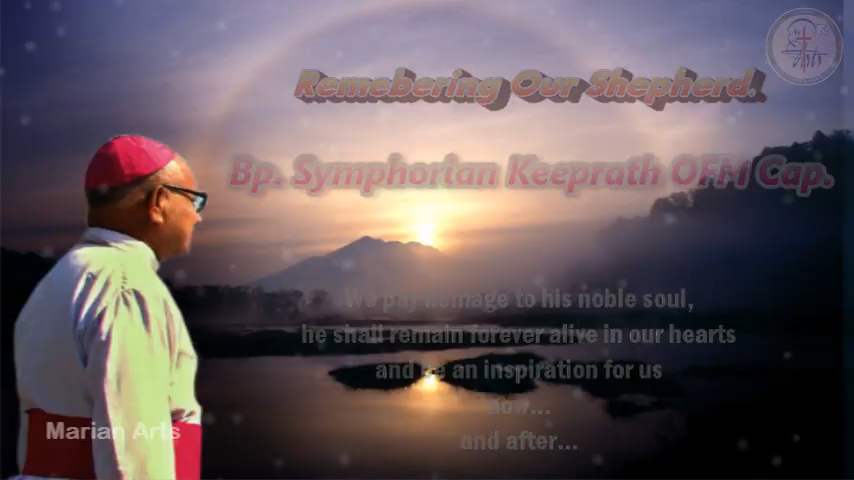 Remebering Our Shepherd.
Bp. Symphorian Keeprath OFM Cap.
We pay homage to his noble soul,
he shall remain forever alive in our hearts
and be an inspiration for us
now...
and after...
Marian Arts